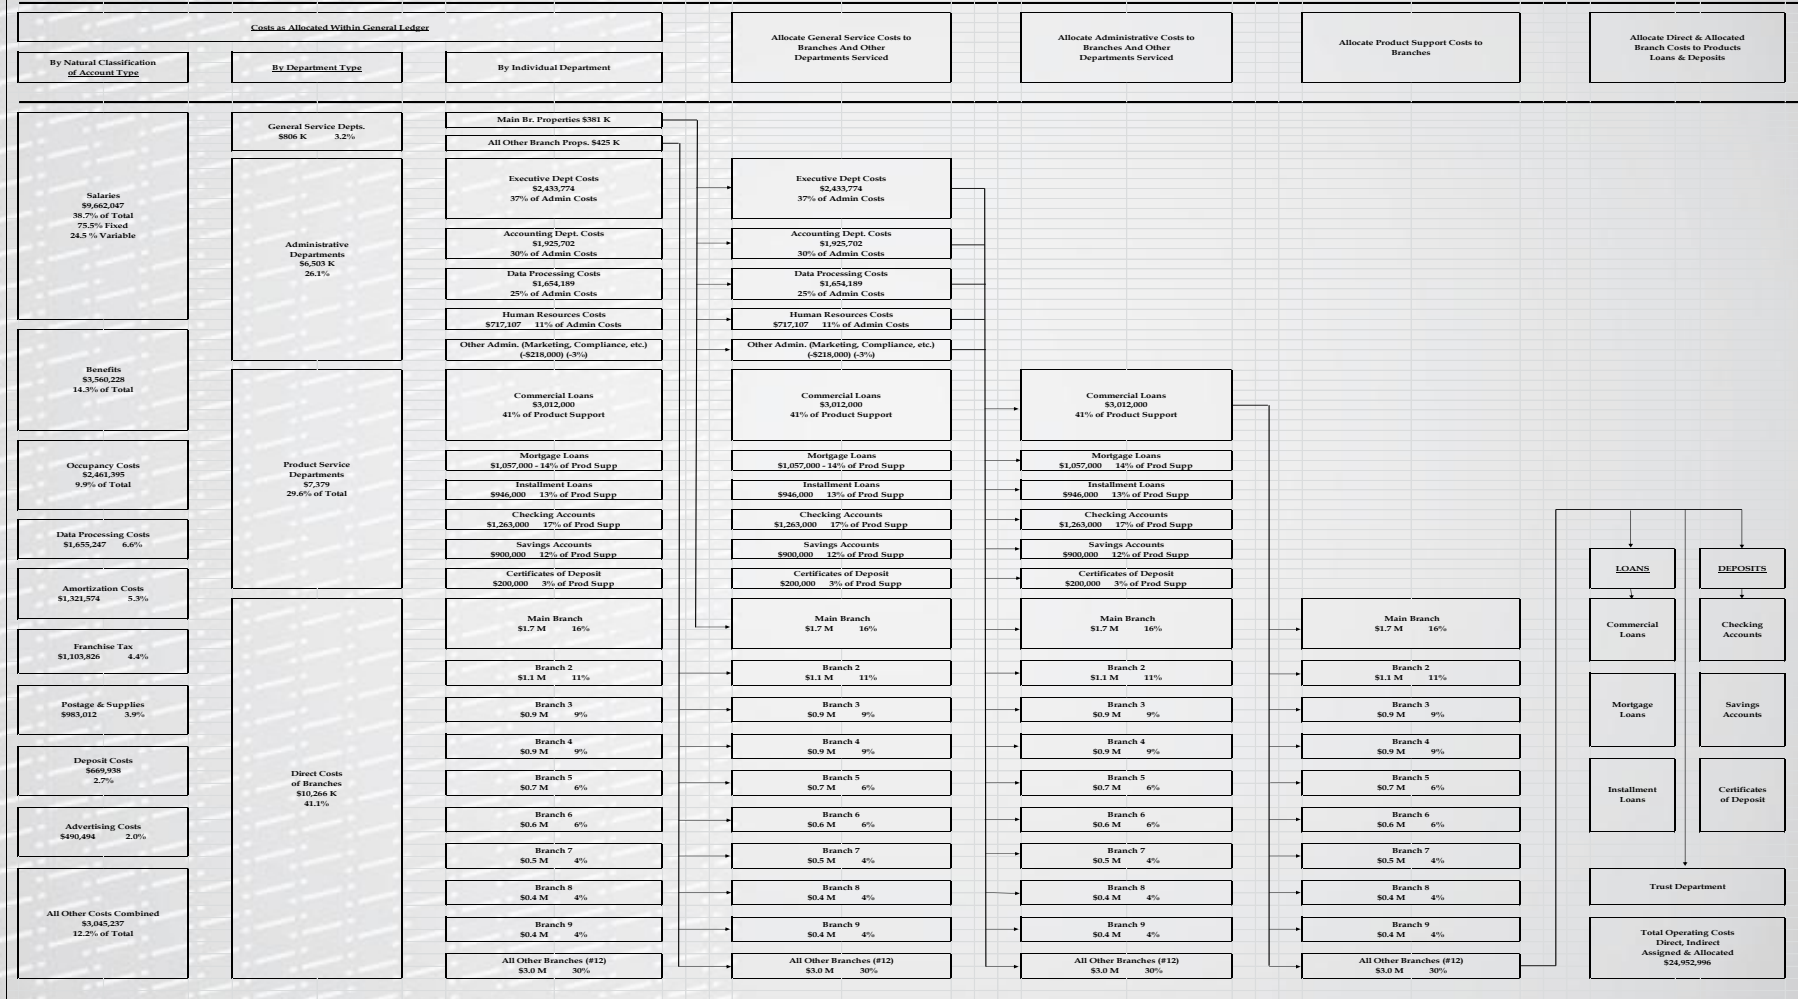 Costs as Allocated Within General Ledger
By Natural Classification
of Account Type
By Department Type
By Individual Department
Allocate General Service Costs to
Branches And Other
Departments Serviced
Allocate Administrative Costs to
Branches And Other
Departments Serviced
Allocate Product Support Costs to
Branches
Allocate Direct & Allocated
Branch Costs to Products
Loans & Deposits
Salaries
$9,662,047
38.7% of Total
75.5% Fixed
24.5 % Variable
Benefits
$3,560,228
14.3% of Total
Occupancy Costs
$2,461,395
9.9% of Total
Data Processing Costs
$1,655,247 6.6%
Amortization Costs
$1,321,574 5.3%
Franchise Tax
$1,103,826 4.4%
Postage & Supplies
$983,012 3.9%
Deposit Costs
$669,938
2.7%
Advertising Costs
$490,494 2.0%
All Other Costs Combined
$3,045,237
12.2% of Total
General Service Depts.
$806 K 3.2%
Administrative
Departments
$6,503 K
26.1%
Product Service
Departments
$7,379
29.6% of Total
Direct Costs
of Branches
$10,266 K
41.1%
Main Br. Properties $381 K
All Other Branch Props. $425 K
Executive Dept Costs
$2,433,774
37% of Admin Costs
Accounting Dept. Costs
$1,925,702
30% of Admin Costs
Data Processing Costs
$1,654,189
25% of Admin Costs
Human Resources Costs
$717,107 11% of Admin Costs
Other Admin. (Marketing, Compliance, etc.)
(-$218,000) (-3%)
Commercial Loans
$3,012,000
41% of Product Support
Mortgage Loans
$1,057,000 - 14% of Prod Supp
Installment Loans
$946,000 13% of Prod Supp
Checking Accounts
$1,263,000 17% of Prod Supp
Savings Accounts
$900,000 12% of Prod Supp
Certificates of Deposit
$200,000 3% of Prod Supp
Main Branch
$1.7 M 16%
Branch 2
$1.1 M 11%
Branch 3
$0.9 M 9%
Branch 4
$0.9 M 9%
Branch 5
$0.7 M 6%
Branch 6
$0.6 M 6%
Branch 7
$0.5 M 4%
Branch 8
$0.4 M 4%
Branch 9
$0.4 M 4%
All Other Branches (#12)
$3.0 M 30%
Executive Dept Costs
$2,433,774
37% of Admin Costs
Accounting Dept. Costs
$1,925,702
30% of Admin Costs
Data Processing Costs
$1,654,189
25% of Admin Costs
Human Resources Costs
$717,107 11% of Admin Costs
Other Admin. (Marketing, Compliance, etc.)
(-$218,000) (-3%)
Commercial Loans
$3,012,000
41% of Product Support
Mortgage Loans
$1,057,000 - 14% of Prod Supp
Installment Loans
$946,000 13% of Prod Supp
Checking Accounts
$1,263,000 17% of Prod Supp
Savings Accounts
$900,000 12% of Prod Supp
Certificates of Deposit
$200,000 3% of Prod Supp
Main Branch
$1.7 M 16%
Branch 2
$1.1 M 11%
Branch 3
$0.9 M 9%
Branch 4
$0.9 M 9%
Branch 5
$0.7 M 6%
Branch 6
$0.6 M 6%
Branch 7
$0.5 M 4%
Branch 8
$0.4 M 4%
Branch 9
$0.4 M 4%
All Other Branches (#12)
$3.0 M 30%
Commercial Loans
$3,012,000
41% of Product Support
Mortgage Loans
$1,057,000 14% of Prod Supp
Installment Loans
$946,000 13% of Prod Supp
Checking Accounts
$1,263,000 17% of Prod Supp
Savings Accounts
$900,000 12% of Prod Supp
Certificates of Deposit
$200,000 3% of Prod Supp
Main Branch
$1.7 M 16%
Branch 2
$1.1 M 11%
Branch 3
$0.9 M 9%
Branch 4
$0.9 M 9%
Branch 5
$0.7 M 6%
Branch 6
$0.6 M 6%
Branch 7
$0.5 M 4%
Branch 8
$0.4 M 4%
Branch 9
$0.4 M 4%
All Other Branches (#12)
$3.0 M 30%
Main Branch
$1.7 M 16%
Branch 2
$1.1 M 11%
Branch 3
$0.9 M 9%
Branch 4
$0.9 M 9%
Branch 5
$0.7 M 6%
Branch 6
$0.6 M 6%
Branch 7
$0.5 M 4%
Branch 8
$0.4 M 4%
Branch 9
$0.4 M 4%
All Other Branches (#12)
$3.0 M 30%
LOANS
Commercial
Loans
Mortgage
Loans
Installment
Loans
DEPOSITS
Checking
Accounts
Savings
Accounts
Certificates
of Deposit
Trust Department
Total Operating Costs
Direct, Indirect
Assigned & Allocated
$24,952,996